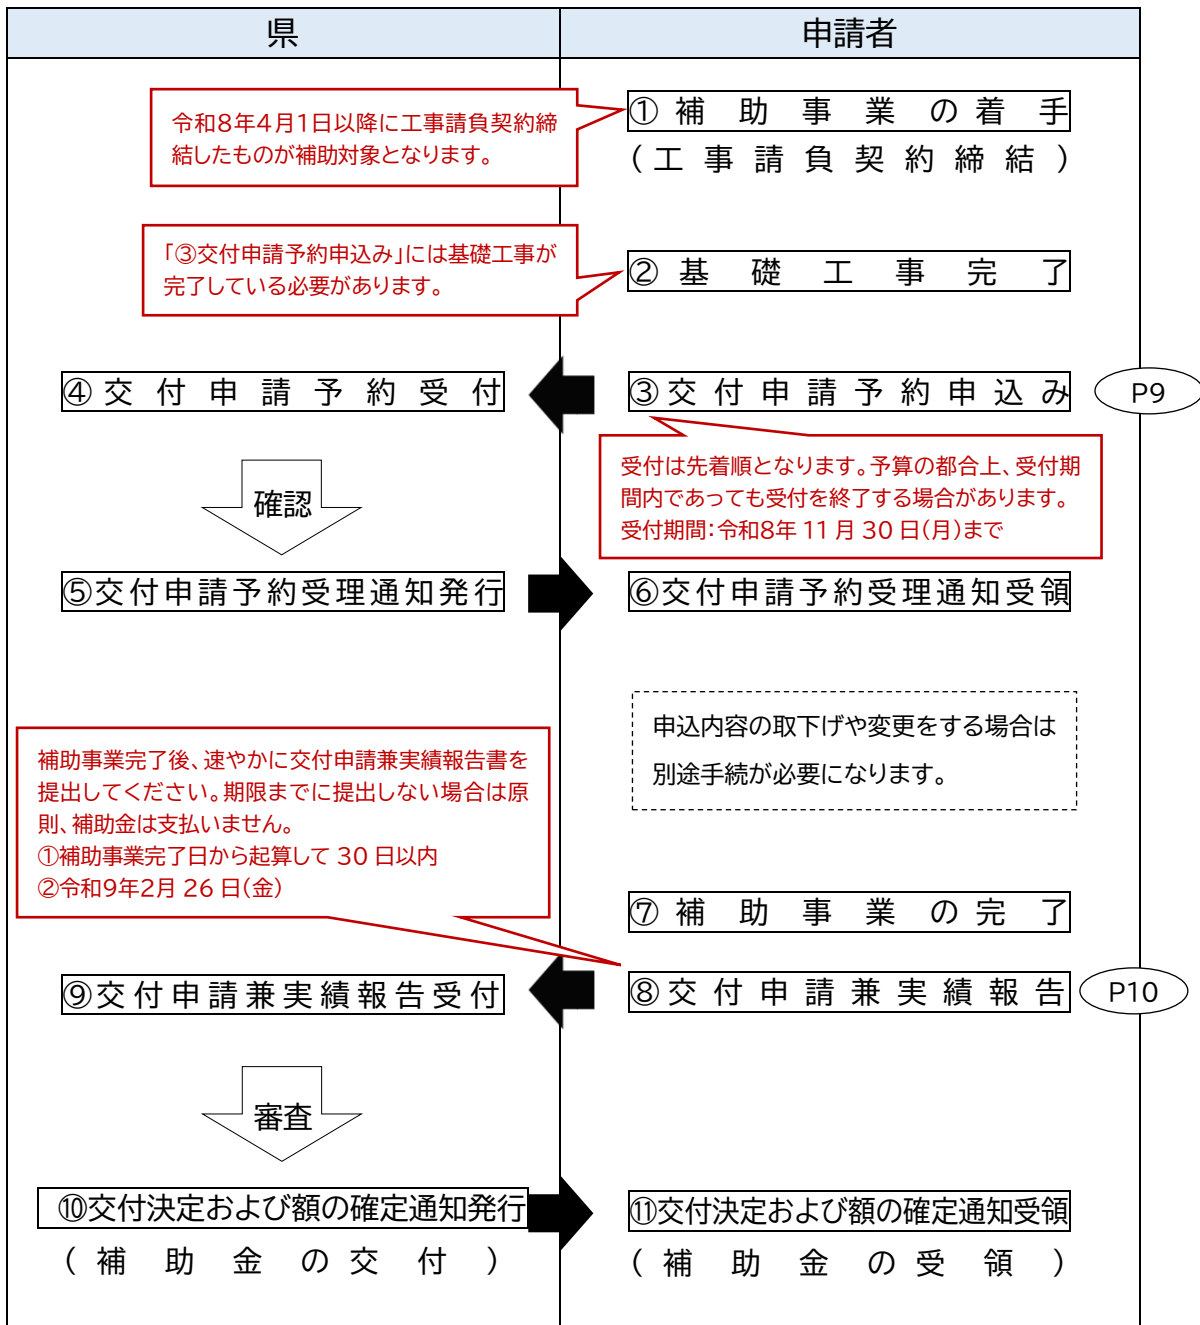 県
申請者
令和8年4月1日以降に工事請負契約締
結したものが補助対象となります。
①補助事業の着手
(工事請負契約締結)
「③交付申請予約申込み」には基礎工事が
完了している必要があります。
②基礎工事完了
④交付申請予約受付
③交付申請予約申込み
P9
受付は先着順となります。予算の都合上、受付期
間内であっても受付を終了する場合があります。
受付期間:令和8年 11 月 30 日(月)まで
確認
⑤交付申請予約受理通知発行
⑥交付申請予約受理通知受領
申込内容の取下げや変更をする場合は
別途手続が必要になります。
補助事業完了後、速やかに交付申請兼実績報告書を
提出してください。期限までに提出しない場合は原
則、補助金は支払いません。
①補助事業完了日から起算して 30 日以内
②令和9年2月 26 日(金)
⑦補助事業の完了
⑨交付申請兼実績報告受付
⑧交付申請兼実績報告
P10
審査
⑩交付決定および額の確定通知発行
(補助金の交付)
⑪交付決定および額の確定通知受領
(補助金の受領)